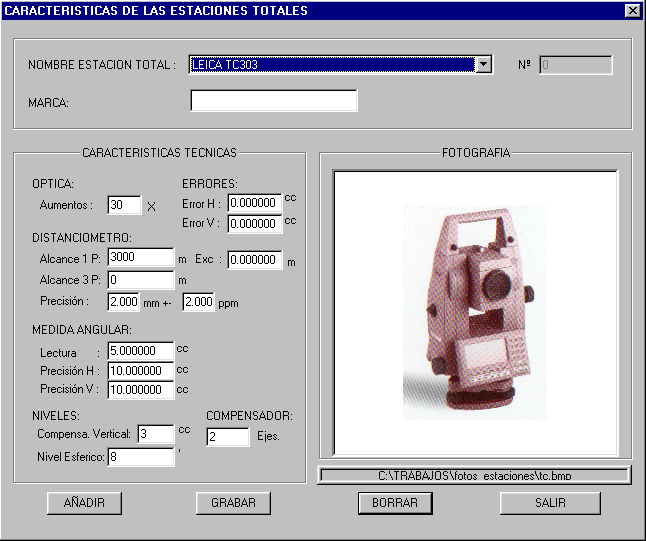 CARACTERISTICAS DE LAS ESTACIONES TOTALES
NOMBRE ESTACION TOTAL : LEICA TC303 Nº 0
MARCA:
CARACTERISTICAS TECNICAS
OPTICA:
Aumentos : 30 X
ERRORES:
Error H : 0.000000 cc
Error V : 0.000000 cc
DISTANCIOMETRO:
Alcance 1 P: 3000 m Exc : 0.000000 m
Alcance 3 P: 0 m
Precisión : 2.000 mm +- 2.000 ppm
MEDIDA ANGULAR:
Lectura : 5.000000 cc
Precisión H : 10.000000 cc
Precisión V : 10.000000 cc
NIVELES:
Compensa. Vertical: 3 cc
Nivel Esferico: 8 '
COMPENSADOR:
2 Ejes.
FOTOGRAFIA
C:\TRABAJOS\fotos_estaciones\tc.bmp
AÑADIR GRABAR BORRAR SALIR